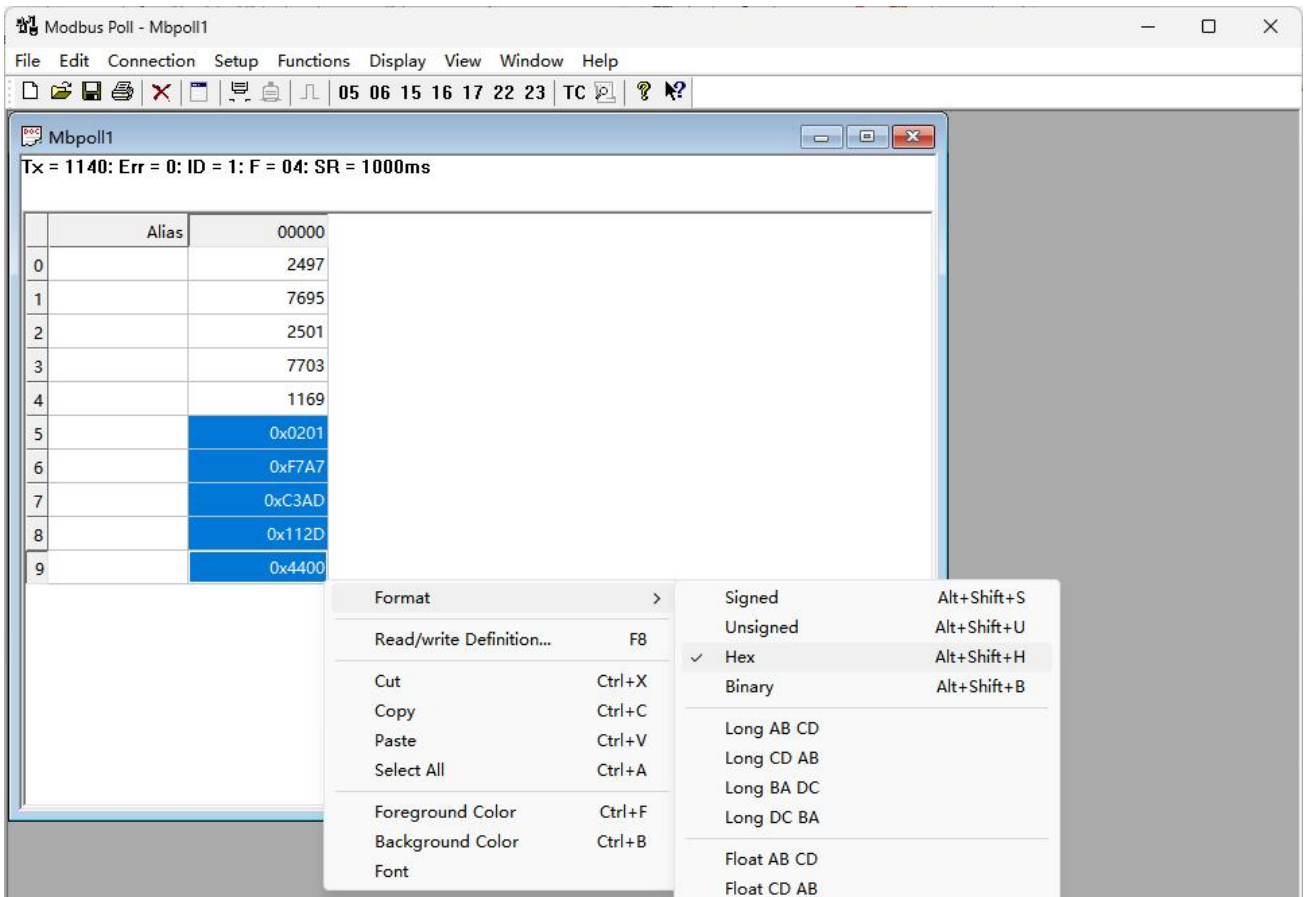 Modbus Poll - Mbpoll1
File Edit Connection Setup Functions Display View Window Help
05 06 15 16 17 22 23 TC
Mbpoll1
Tx = 1140: Err = 0: ID = 1: F = 04: SR = 1000ms
Alias 00000
0 2497
1 7695
2 2501
3 7703
4 1169
5 0x0201
6 0xF7A7
7 0xC3AD
8 0x112D
9 0x4400
Format
Read/write Definition... F8
Cut Ctrl+X
Copy Ctrl+C
Paste Ctrl+V
Select All Ctrl+A
Foreground Color Ctrl+F
Background Color Ctrl+B
Font
Signed Alt+Shift+S
Unsigned Alt+Shift+U
Hex Alt+Shift+H
Binary Alt+Shift+B
Long AB CD
Long CD AB
Long BA DC
Long DC BA
Float AB CD
Float CD AB